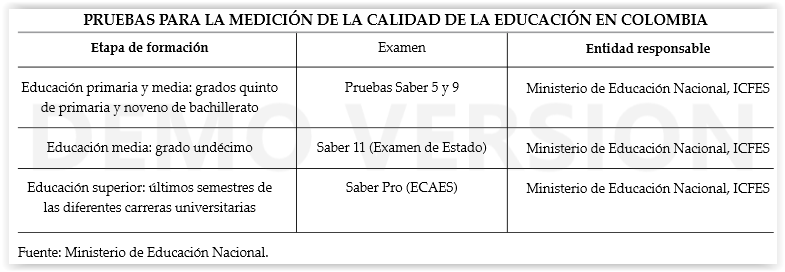 PRUEBAS PARA LA MEDICIÓN DE LA CALIDAD DE LA EDUCACIÓN EN COLOMBIA
Etapa de formación Examen Entidad responsable
Educación primaria y media: grados quinto
de primaria y noveno de bachillerato
Pruebas Saber 5 y 9
Ministerio de Educación Nacional, ICFES
Educación media: grado undécimo Saber 11 (Examen de Estado) Ministerio de Educación Nacional, ICFES
Educación superior: últimos semestres de
las diferentes carreras universitarias
Saber Pro (ECAES)
Ministerio de Educación Nacional, ICFES
Fuente: Ministerio de Educación Nacional.
DEMO VERSION